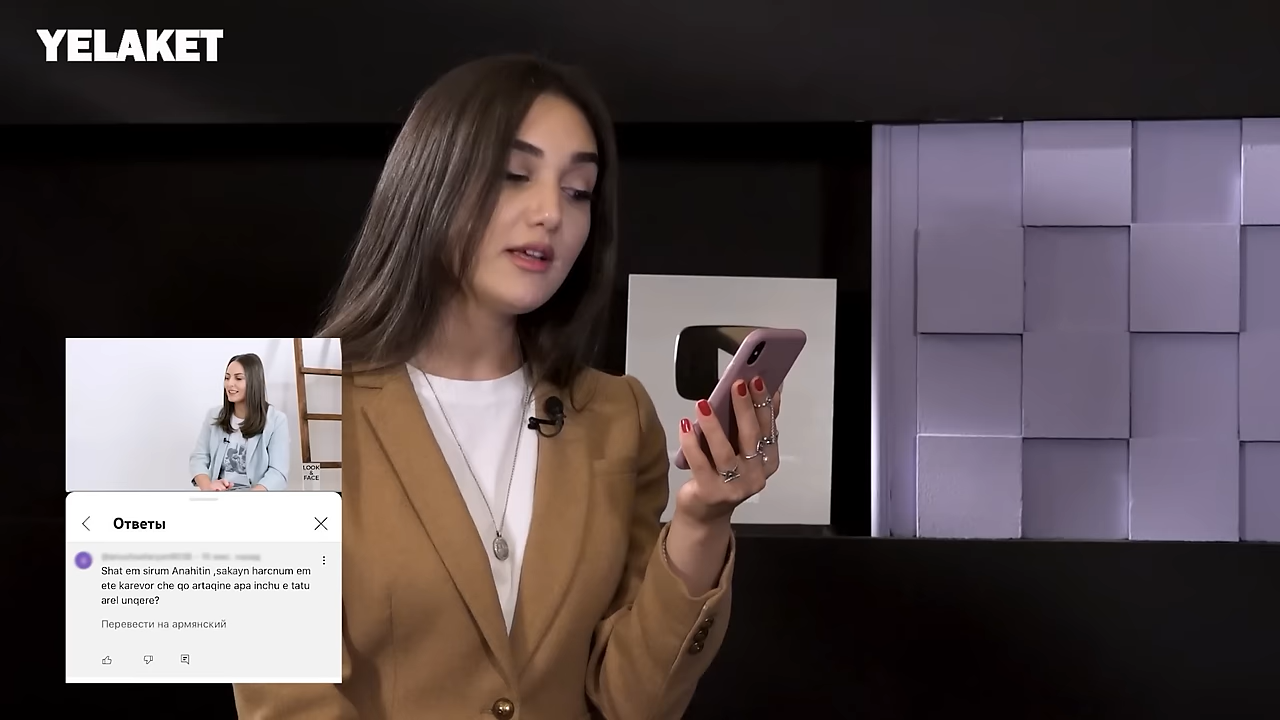 YELAKET
LOOK
&
FACE
Ответы
Shat em sirum Anahitin ,sakayn harcnum em
ete karevor che qo artaqine apa inchu e tatu
arel unqere?
Перевести на армянский